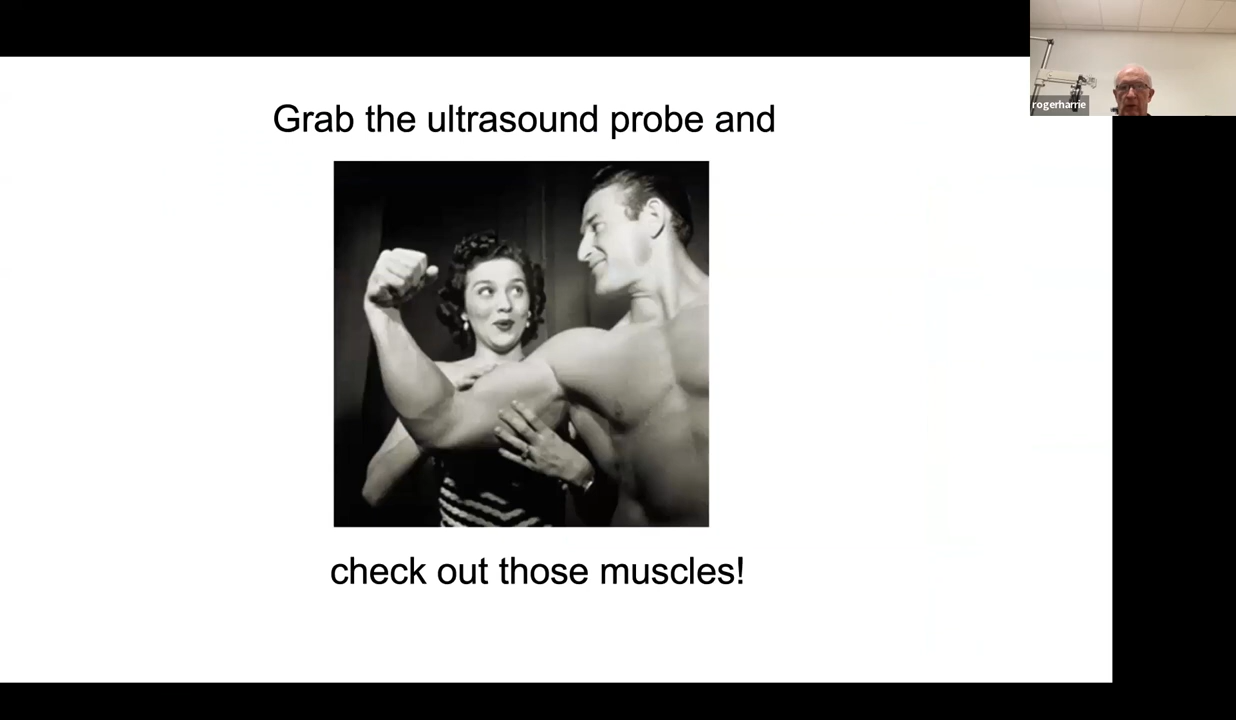 rogerharrie
Grab the ultrasound probe and
check out those muscles!